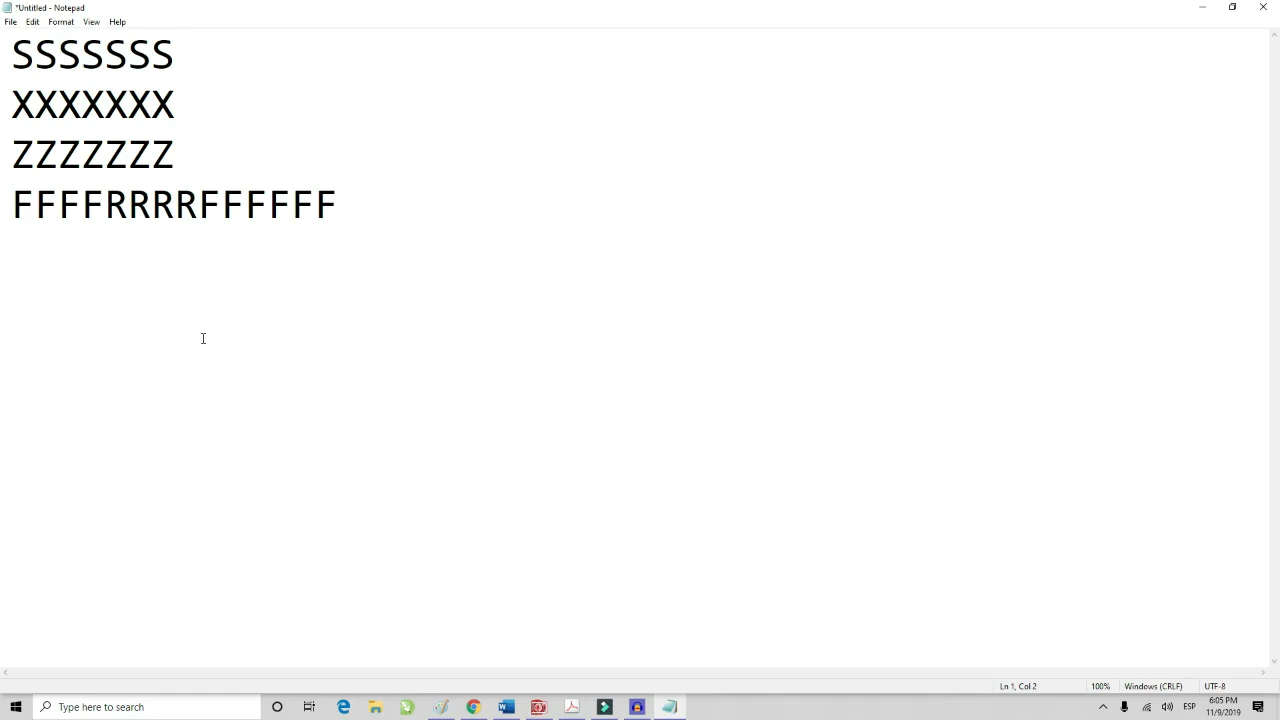 *Untitled - Notepad
File Edit Format View Help
SSSSSSS
XXXXXXX
ZZZZZZZ
FFFFRRRRFFFFFF
Ln 1, Col 2 100% Windows (CRLF) UTF-8
Type here to search
ESP
6:05 PM
11/9/2019